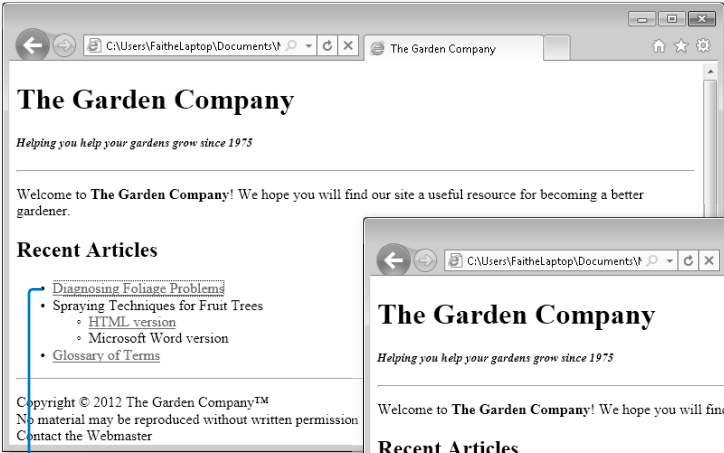 C:\Users\FaitheLaptop\Documents\
The Garden Company
The Garden Company
Helping you help your gardens grow since 1975
Welcome to The Garden Company! We hope you will find our site a useful resource for becoming a better
gardener.
Recent Articles
• Diagnosing Foliage Problems
• Spraying Techniques for Fruit Trees
◦ HTML version
◦ Microsoft Word version
• Glossary of Terms
Copyright © 2012 The Garden Company™
No material may be reproduced without written permission
Contact the Webmaster
C:\Users\FaitheLaptop\Documents\
The Garden Company
Helping you help your gardens grow since 1975
Welcome to The Garden Company! We hope you will find
Recent Articles